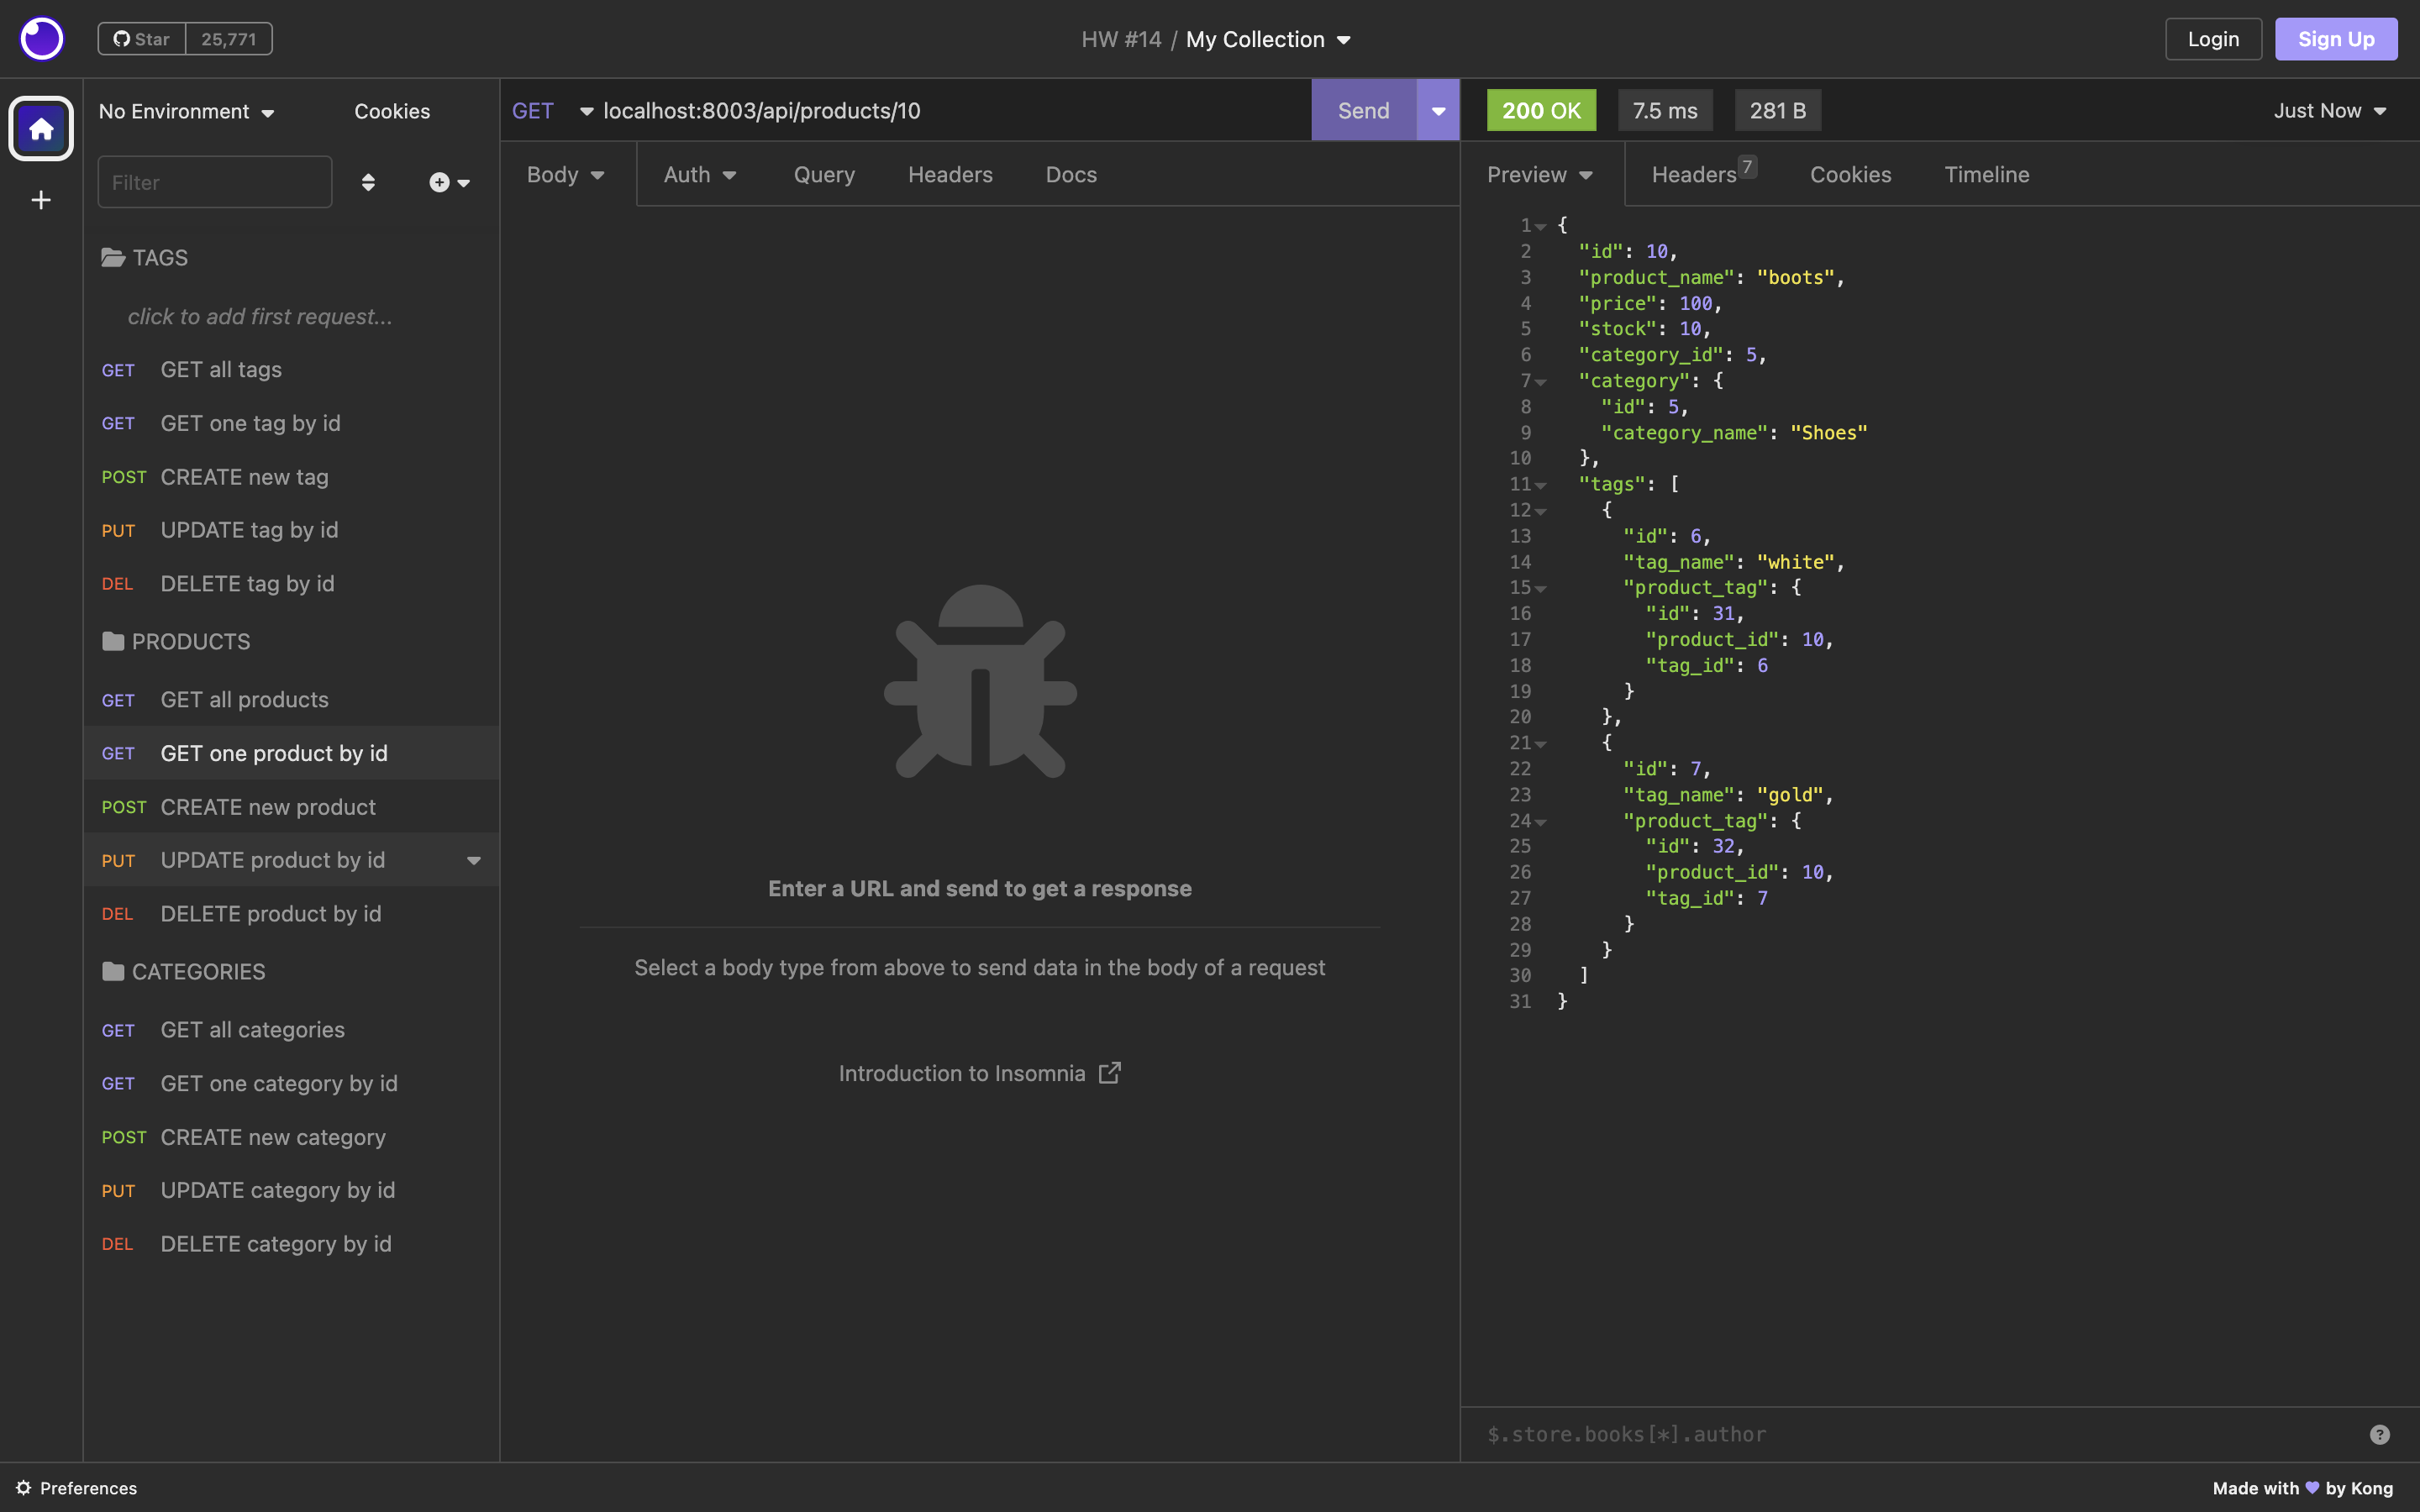 Star 25,771
HW #14 / My Collection
Login
Sign Up
No Environment
Cookies
Filter
TAGS
click to add first request...
GET GET all tags
GET GET one tag by id
POST CREATE new tag
PUT UPDATE tag by id
DEL DELETE tag by id
PRODUCTS
GET GET all products
GET GET one product by id
POST CREATE new product
PUT UPDATE product by id
DEL DELETE product by id
CATEGORIES
GET GET all categories
GET GET one category by id
POST CREATE new category
PUT UPDATE category by id
DEL DELETE category by id
GET localhost:8003/api/products/10
Send
Body Auth Query Headers Docs
Enter a URL and send to get a response
Select a body type from above to send data in the body of a request
Introduction to Insomnia
200 OK 7.5 ms 281 B
Just Now
Preview Headers 7 Cookies Timeline
1 {
2 "id": 10,
3 "product_name": "boots",
4 "price": 100,
5 "stock": 10,
6 "category_id": 5,
7 "category": {
8 "id": 5,
9 "category_name": "Shoes"
10 },
11 "tags": [
12 {
13 "id": 6,
14 "tag_name": "white",
15 "product_tag": {
16 "id": 31,
17 "product_id": 10,
18 "tag_id": 6
19 }
20 },
21 {
22 "id": 7,
23 "tag_name": "gold",
24 "product_tag": {
25 "id": 32,
26 "product_id": 10,
27 "tag_id": 7
28 }
29 }
30 ]
31 }
$.store.books[*].author
?
Preferences
Made with 💜 by Kong